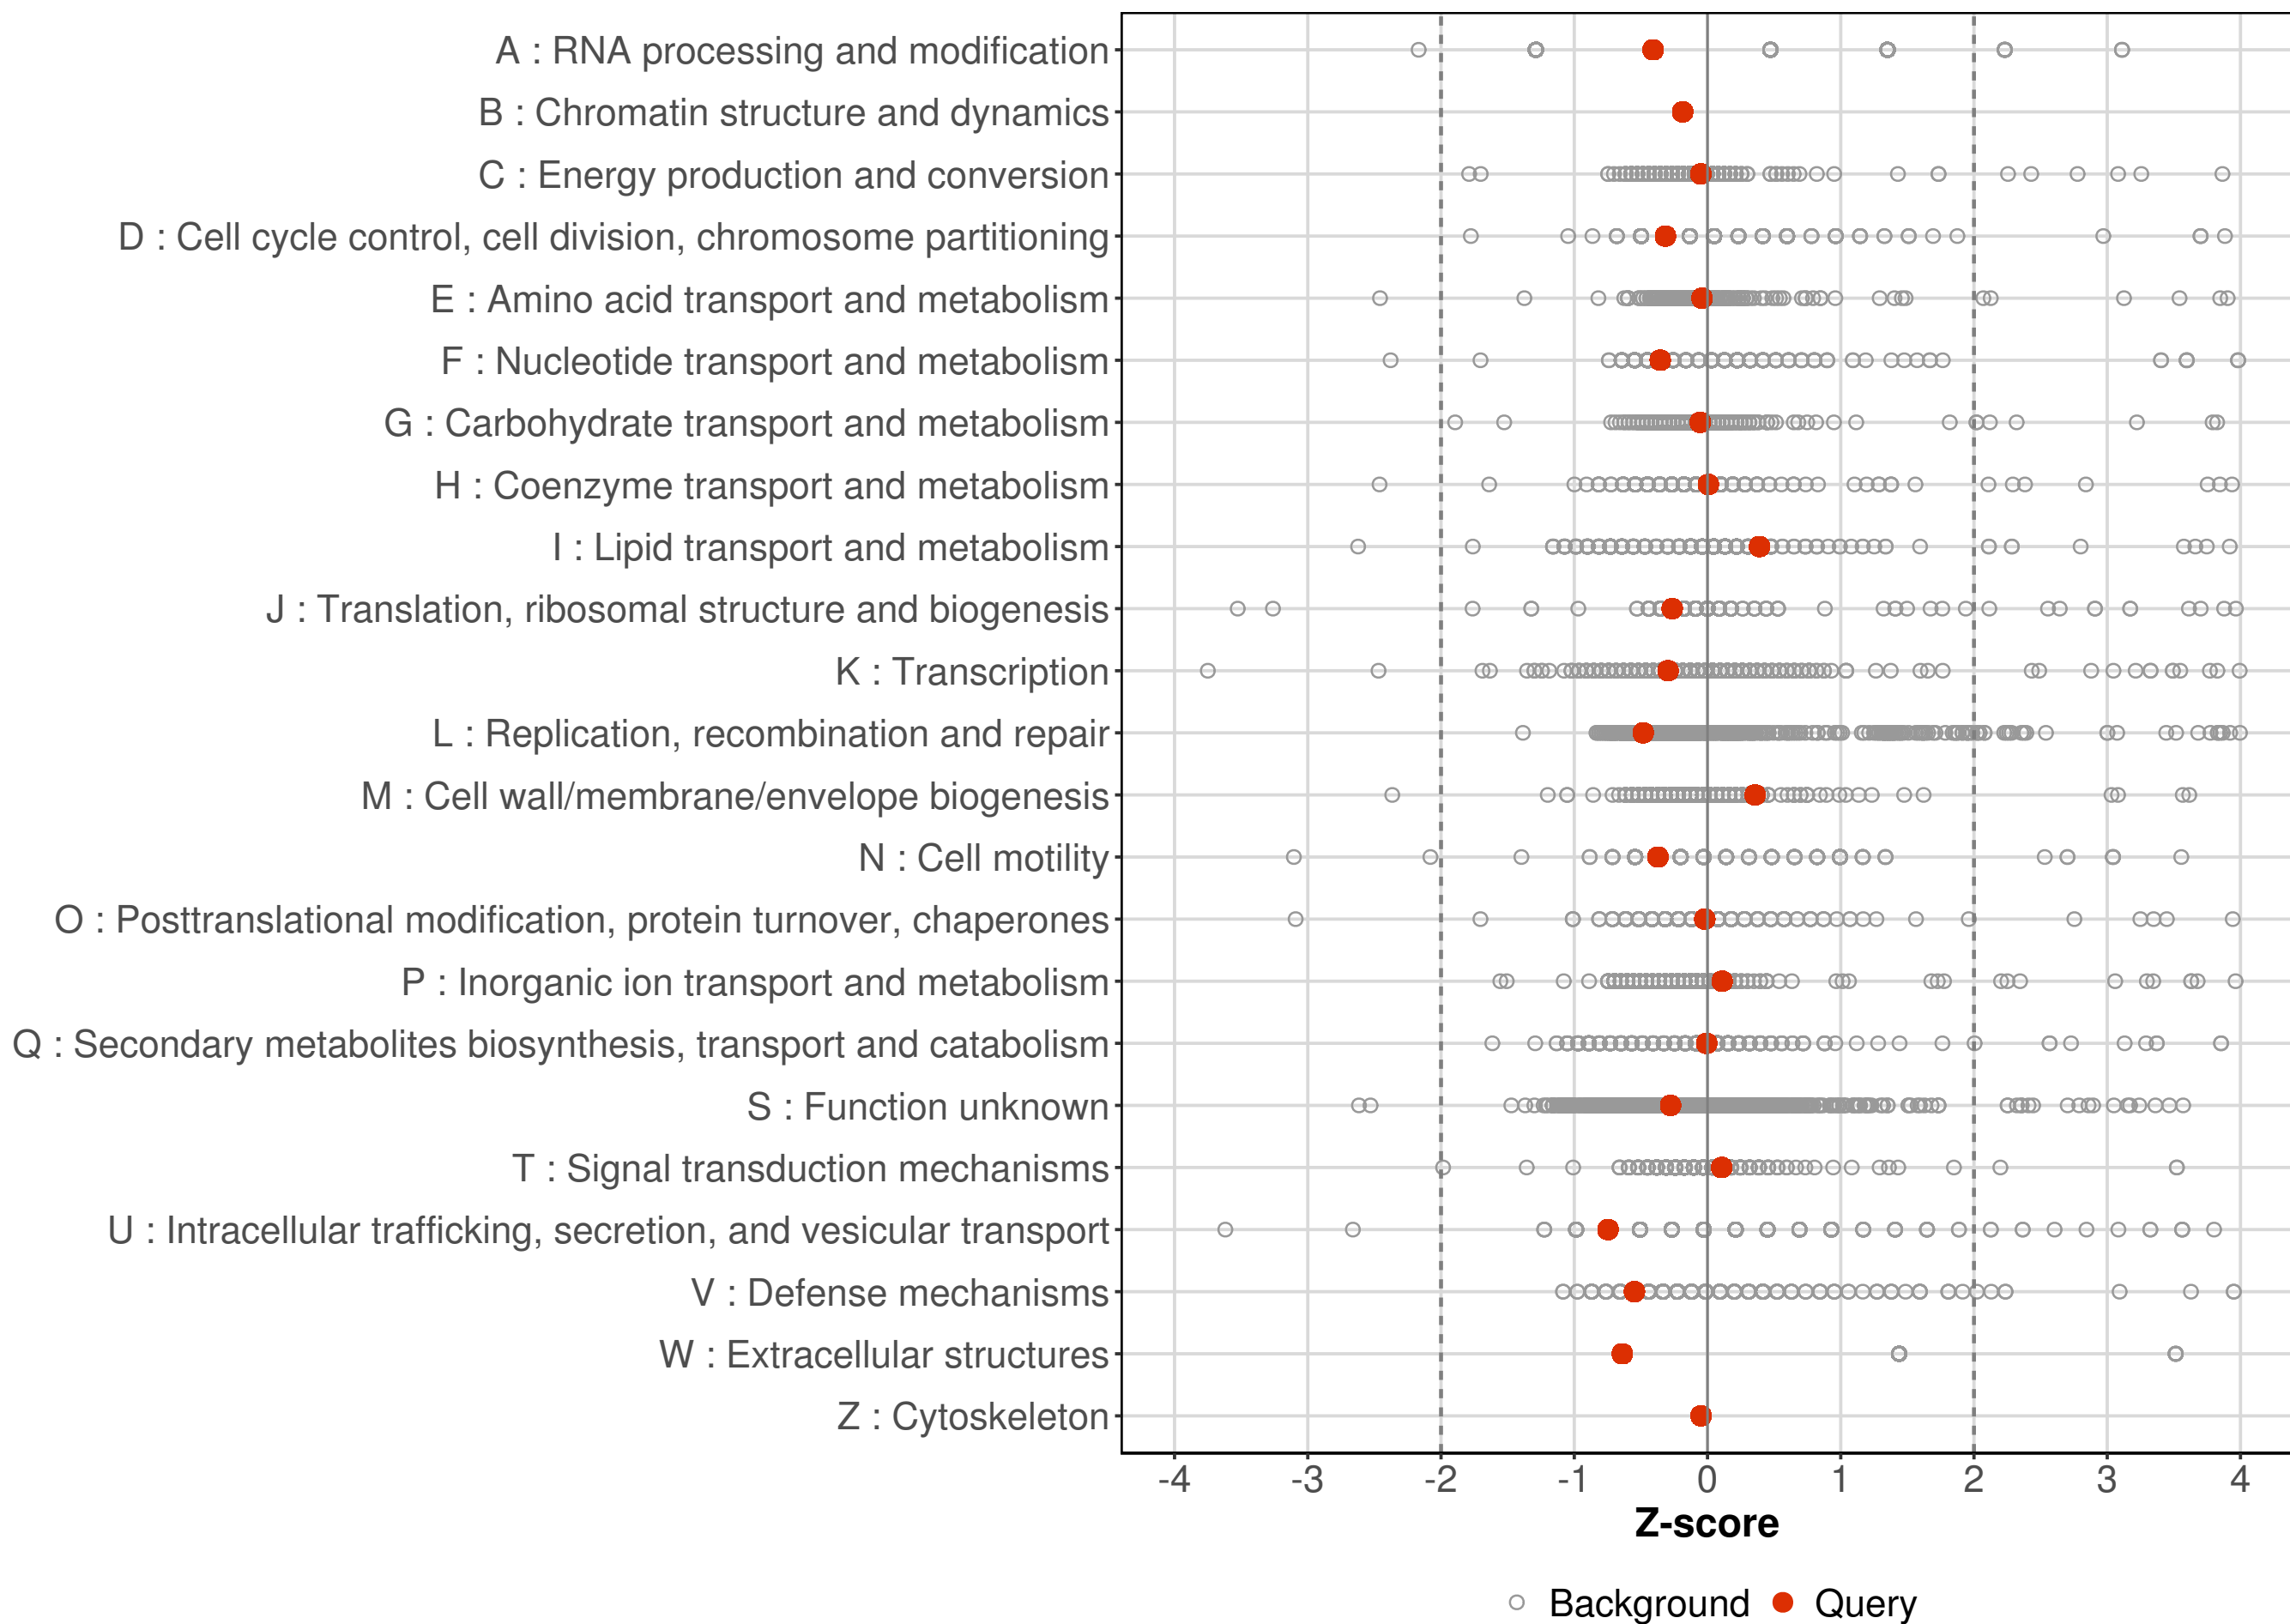 A : RNA processing and modification
B : Chromatin structure and dynamics
C : Energy production and conversion
D : Cell cycle control, cell division, chromosome partitioning
E : Amino acid transport and metabolism
F : Nucleotide transport and metabolism
G : Carbohydrate transport and metabolism
H : Coenzyme transport and metabolism
I : Lipid transport and metabolism
J : Translation, ribosomal structure and biogenesis
K : Transcription
L : Replication, recombination and repair
M : Cell wall/membrane/envelope biogenesis
N : Cell motility
O : Posttranslational modification, protein turnover, chaperones
P : Inorganic ion transport and metabolism
Q : Secondary metabolites biosynthesis, transport and catabolism
S : Function unknown
T : Signal transduction mechanisms
U : Intracellular trafficking, secretion, and vesicular transport
V : Defense mechanisms
W : Extracellular structures
Z : Cytoskeleton
-4 -3 -2 -1 0 1 2 3 4
Z-score
Background Query